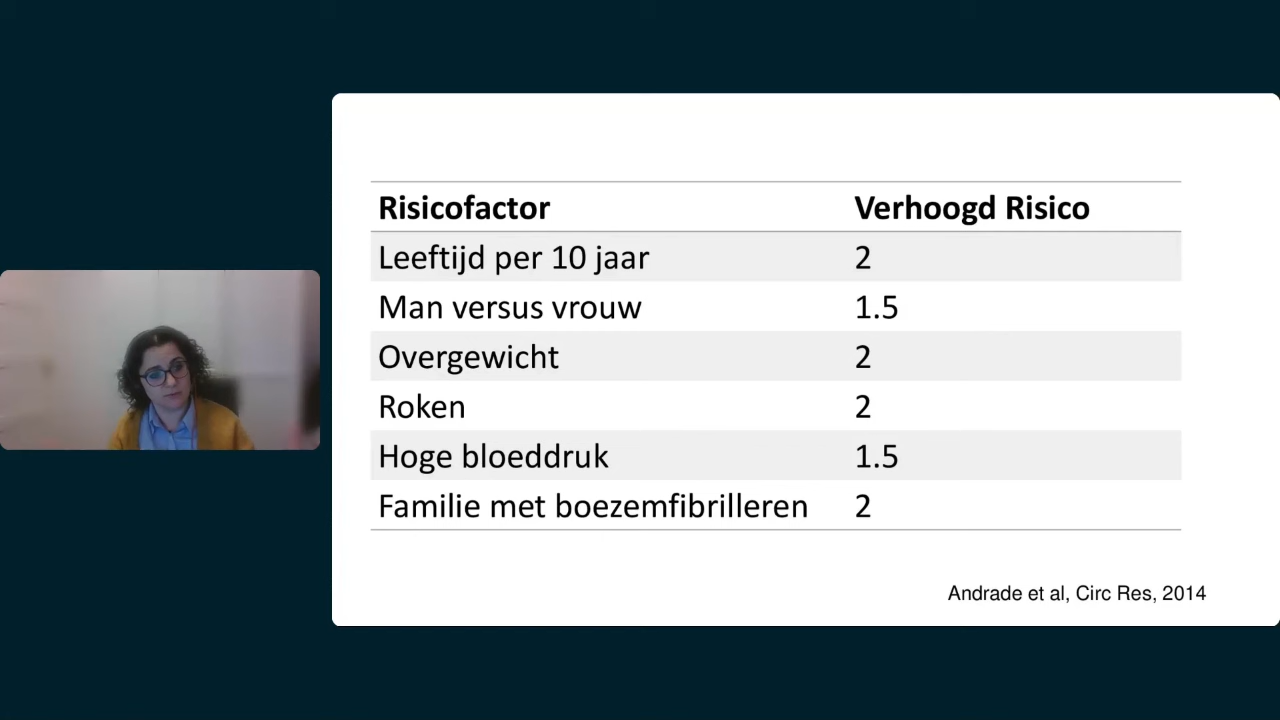 Risicofactor Verhoogd Risico
Leeftijd per 10 jaar 2
Man versus vrouw 1.5
Overgewicht 2
Roken 2
Hoge bloeddruk 1.5
Familie met boezemfibrilleren 2
Andrade et al, Circ Res, 2014